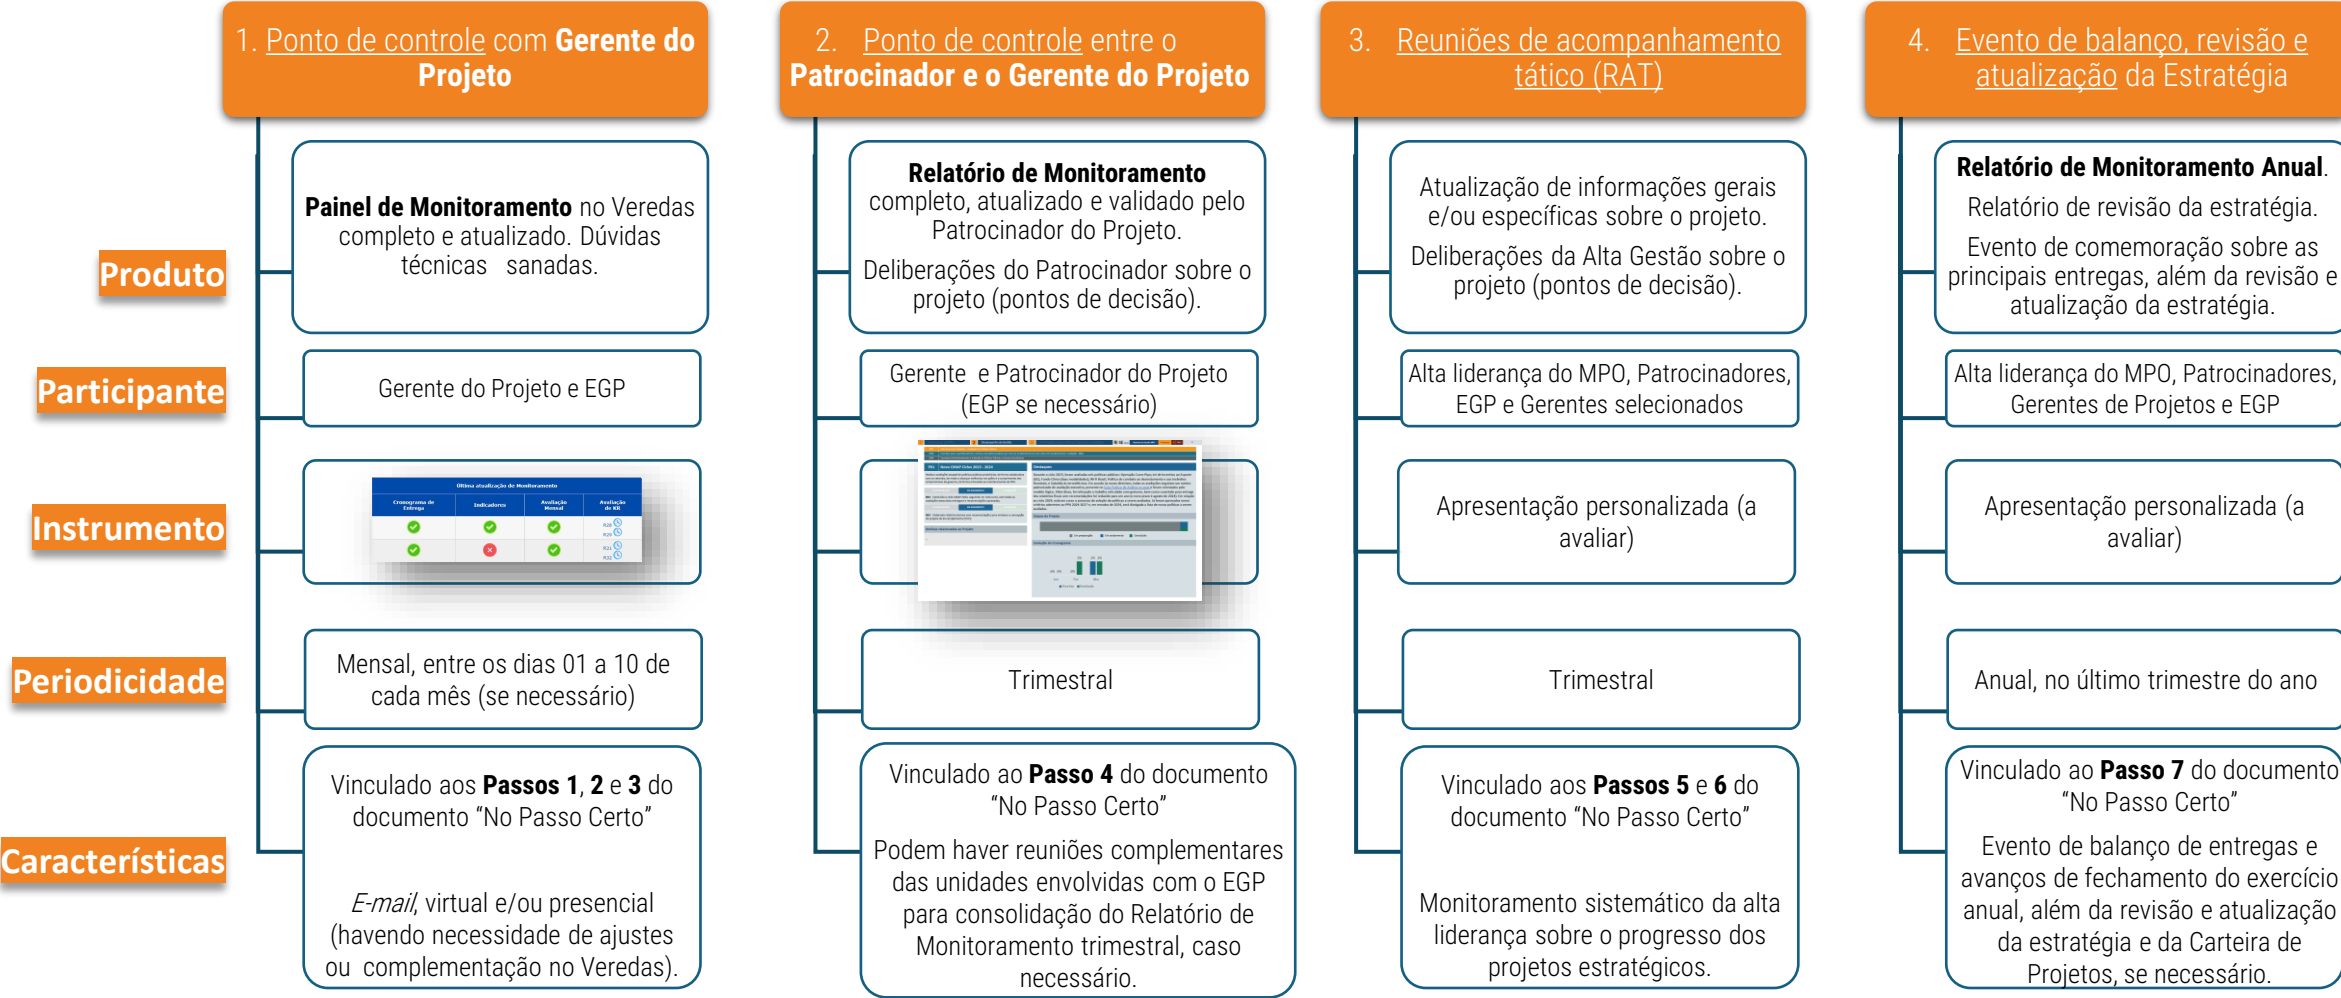 1. Ponto de controle com Gerente do
Projeto
2. Ponto de controle entre o
Patrocinador e o Gerente do Projeto
3. Reuniões de acompanhamento
tático (RAT)
4. Evento de balanço, revisão e
atualização da Estratégia
Produto
Painel de Monitoramento no Veredas
completo e atualizado. Dúvidas
técnicas sanadas.
Relatório de Monitoramento
completo, atualizado e validado pelo
Patrocinador do Projeto.
Deliberações do Patrocinador sobre o
projeto (pontos de decisão).
Atualização de informações gerais
e/ou específicas sobre o projeto.
Deliberações da Alta Gestão sobre o
projeto (pontos de decisão).
Relatório de Monitoramento Anual.
Relatório de revisão da estratégia.
Evento de comemoração sobre as
principais entregas, além da revisão e
atualização da estratégia.
Participante
Gerente do Projeto e EGP
Gerente e Patrocinador do Projeto
(EGP se necessário)
Alta liderança do MPO, Patrocinadores,
EGP e Gerentes selecionados
Alta liderança do MPO, Patrocinadores,
Gerentes de Projetos e EGP
Instrumento
Última atualização de Monitoramento
Cronograma de
Entrega
Indicadores
Avaliação
Mensal
Avaliação
de KR
Destaques
Apresentação personalizada (a
avaliar)
Apresentação personalizada (a
avaliar)
Periodicidade
Mensal, entre os dias 01 a 10 de
cada mês (se necessário)
Trimestral
Trimestral
Anual, no último trimestre do ano
Características
Vinculado aos Passos 1, 2 e 3 do
documento “No Passo Certo”
E-mail, virtual e/ou presencial
(havendo necessidade de ajustes
ou complementação no Veredas).
Vinculado ao Passo 4 do documento
“No Passo Certo”
Podem haver reuniões complementares
das unidades envolvidas com o EGP
para consolidação do Relatório de
Monitoramento trimestral, caso
necessário.
Vinculado aos Passos 5 e 6 do
documento “No Passo Certo”
Monitoramento sistemático da alta
liderança sobre o progresso dos
projetos estratégicos.
Vinculado ao Passo 7 do documento
“No Passo Certo”
Evento de balanço de entregas e
avanços de fechamento do exercício
anual, além da revisão e atualização
da estratégia e da Carteira de
Projetos, se necessário.